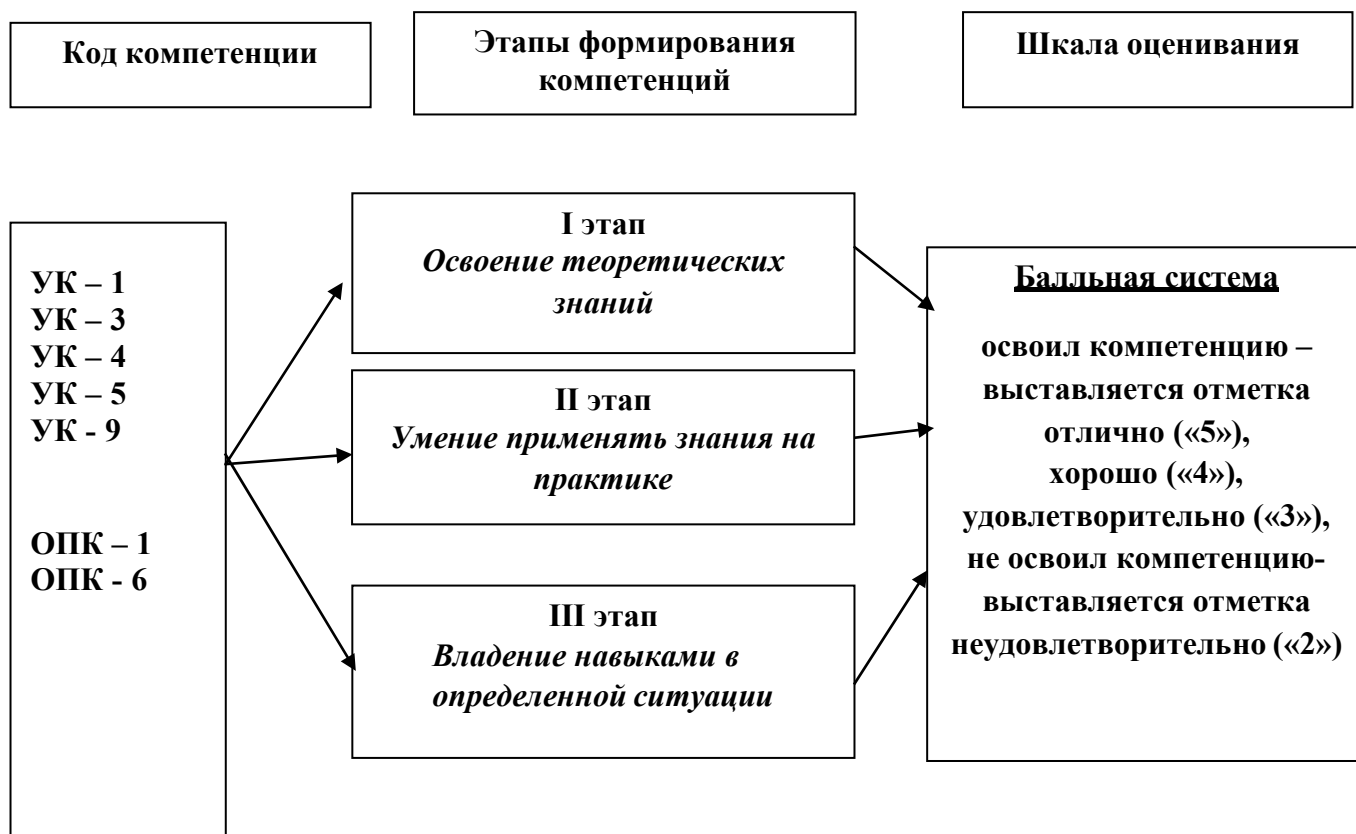 Код компетенции
Этапы формирования
компетенций
Шкала оценивания
УК – 1
УК – 3
УК – 4
УК – 5
УК - 9
ОПК – 1
ОПК - 6
I этап
Освоение теоретических
знаний
II этап
Умение применять знания на
практике
III этап
Владение навыками в
определенной ситуации
Балльная система
освоил компетенцию –
выставляется отметка
отлично («5»),
хорошо («4»),
удовлетворительно («3»),
не освоил компетенцию-
выставляется отметка
неудовлетворительно («2»)